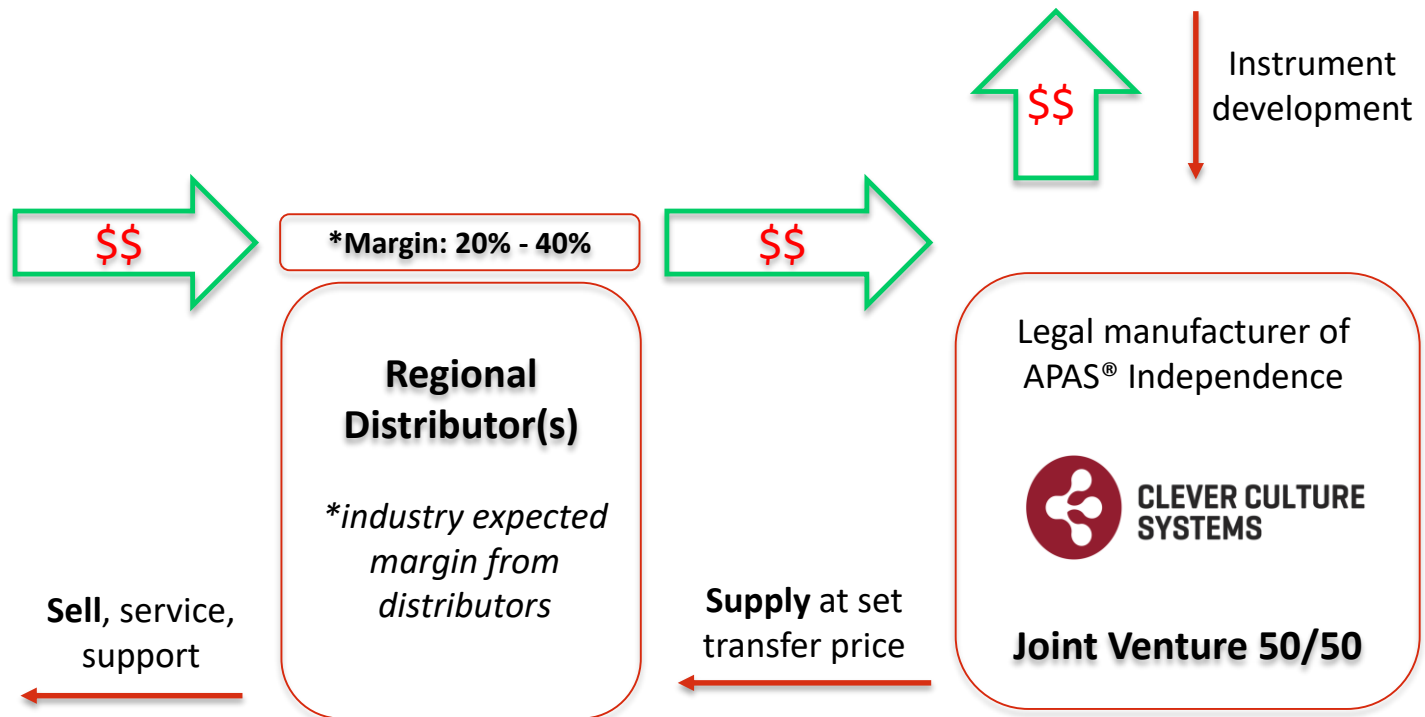 $$
Instrument
development
$$
*Margin: 20% - 40%
$$
Regional
Distributor(s)
*industry expected
margin from
distributors
Legal manufacturer of
APAS® Independence
CLEVER CULTURE
SYSTEMS
Joint Venture 50/50
Sell, service,
support
Supply at set
transfer price